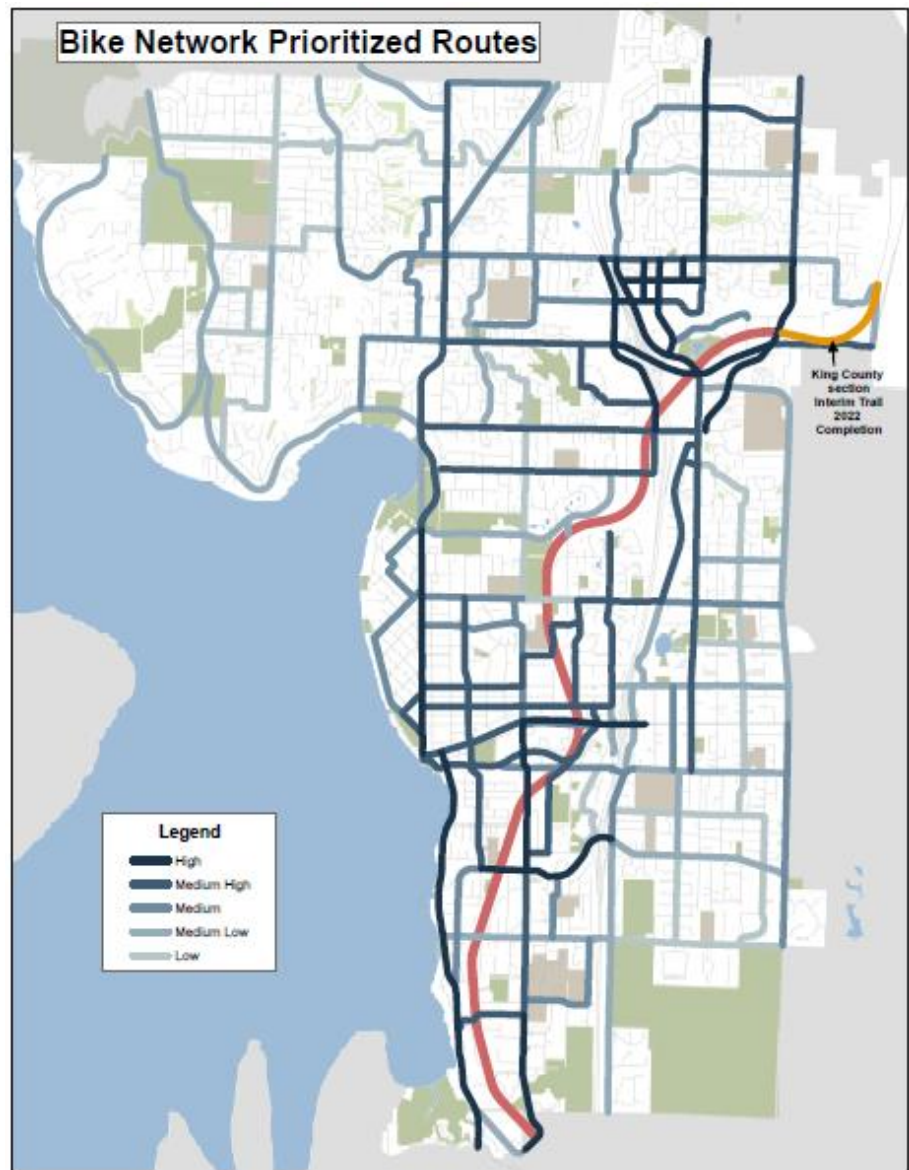 Bike Network Prioritized Routes
King County
section
Interim Trail
2022
Completion
Legend
High
Medium High
Medium
Medium Low
Low